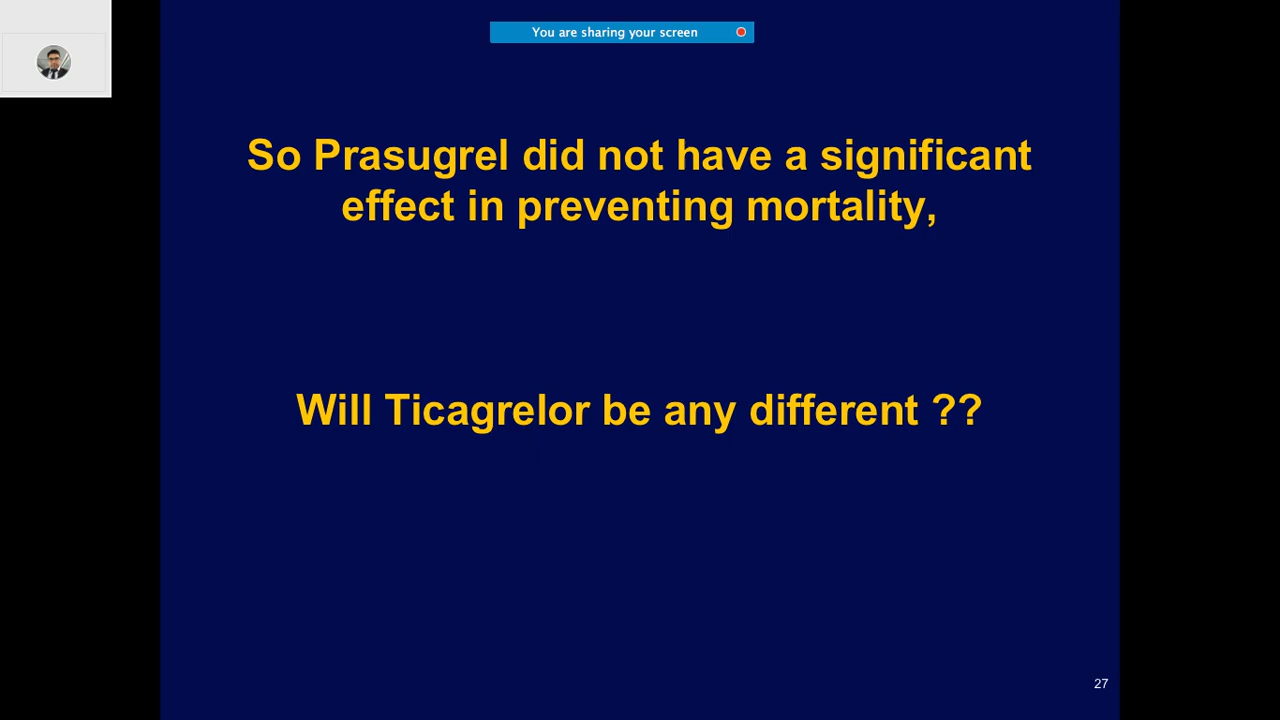 You are sharing your screen
So Prasugrel did not have a significant
effect in preventing mortality,
Will Ticagrelor be any different ??
27